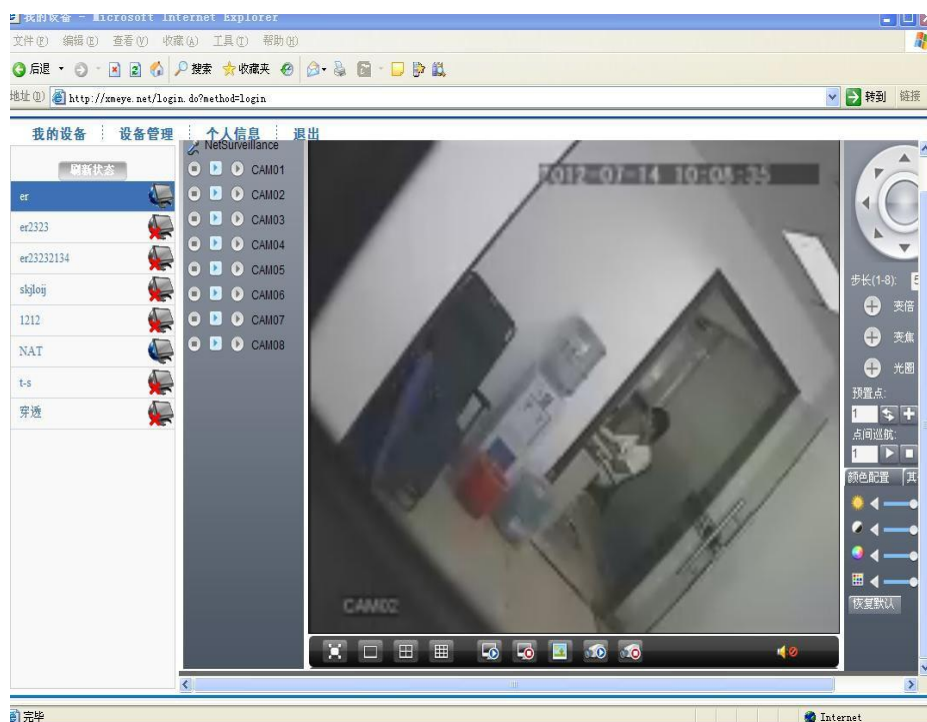 我的设备 - Microsoft Internet Explorer
文件(F) 编辑(E) 查看(V) 收藏(A) 工具(T) 帮助(H)
后退 搜索 收藏夹
地址(D) http://xmeye.net/login.do?method=login 转到 链接
我的设备 设备管理 个人信息 退出
刷新状态
er
er2323
er23232134
skjloij
1212
NAT
t-s
穿透
NetSurveillance
CAM01
CAM02
CAM03
CAM04
CAM05
CAM06
CAM07
CAM08
2012-07-14 10:08:35
CAM02
步长(1-8): 5
变倍
变焦
光圈
预置点:
1
点间巡航:
1
颜色配置 其
恢复默认
完毕 Internet